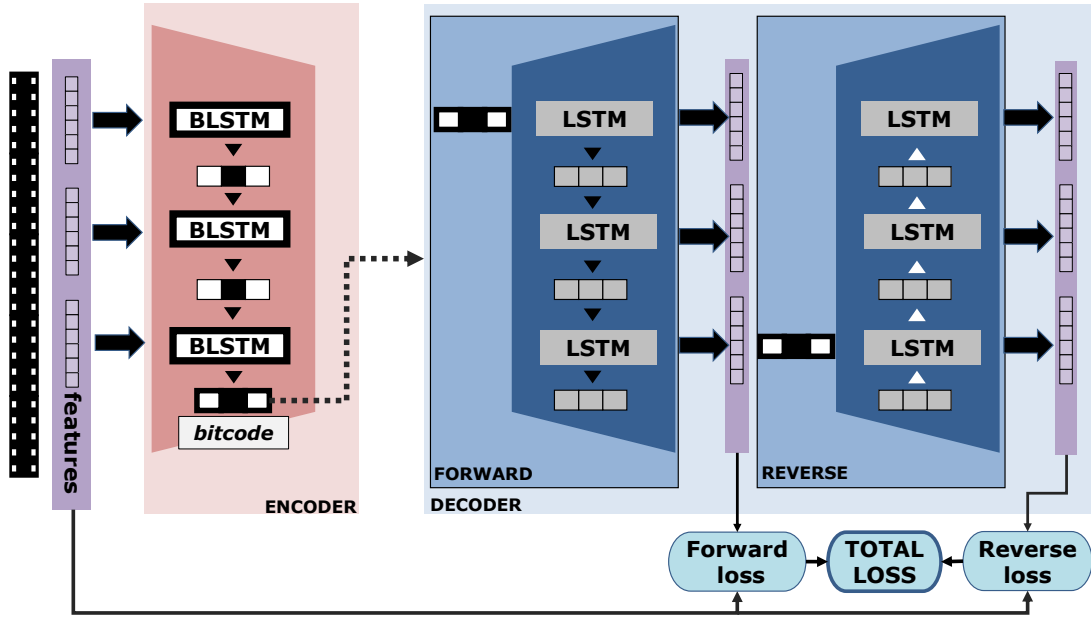 features
BLSTM
BLSTM
BLSTM
bitcode
ENCODER
LSTM
LSTM
LSTM
FORWARD
DECODER
LSTM
LSTM
LSTM
REVERSE
Forward
loss
TOTAL
LOSS
Reverse
loss